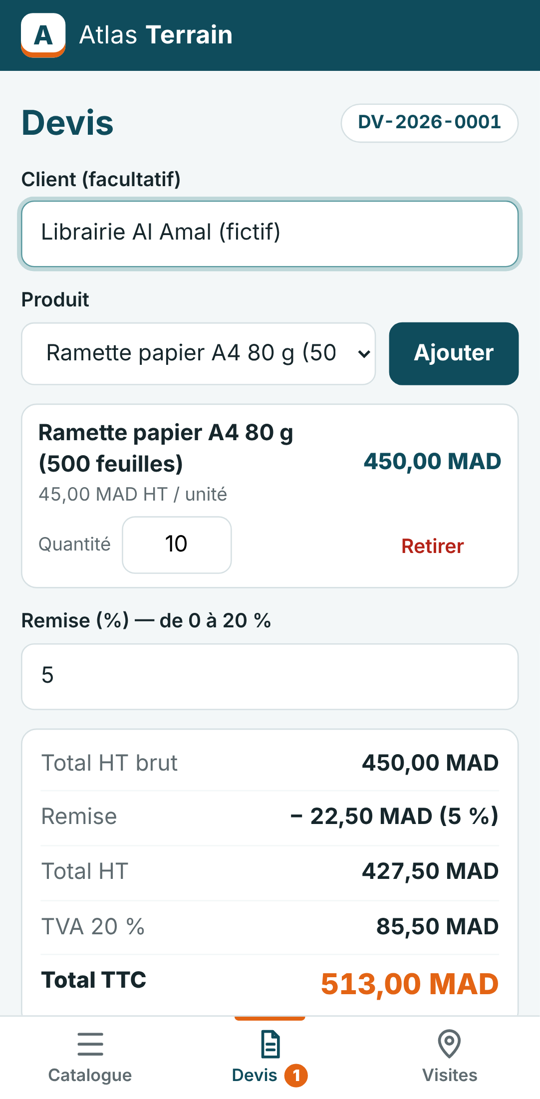 A Atlas Terrain
Devis
DV-2026-0001
Client (facultatif)
Librairie Al Amal (fictif)
Produit
Ramette papier A4 80 g (50
Ajouter
Ramette papier A4 80 g
(500 feuilles)
450,00 MAD
45,00 MAD HT / unité
Quantité 10 Retirer
Remise (%) — de 0 à 20 %
5
Total HT brut 450,00 MAD
Remise − 22,50 MAD (5 %)
Total HT 427,50 MAD
TVA 20 % 85,50 MAD
Total TTC 513,00 MAD
Catalogue Devis 1 Visites